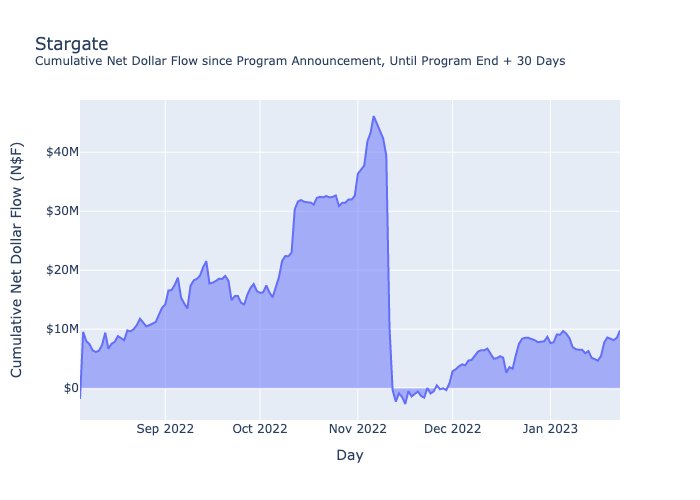 Stargate
Cumulative Net Dollar Flow since Program Announcement, Until Program End + 30 Days
Cumulative Net Dollar Flow (N$F)
$40M
$30M
$20M
$10M
$0
Sep 2022 Oct 2022 Nov 2022 Dec 2022 Jan 2023
Day